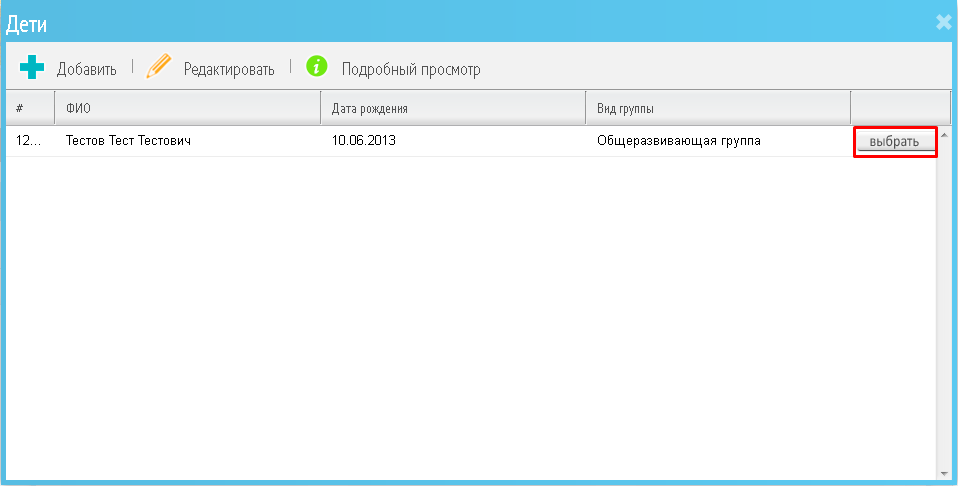 Дети
Добавить Редактировать Подробный просмотр
# ФИО Дата рождения Вид группы
12... Тестов Тест Тестович 10.06.2013 Общеразвивающая группа выбрать